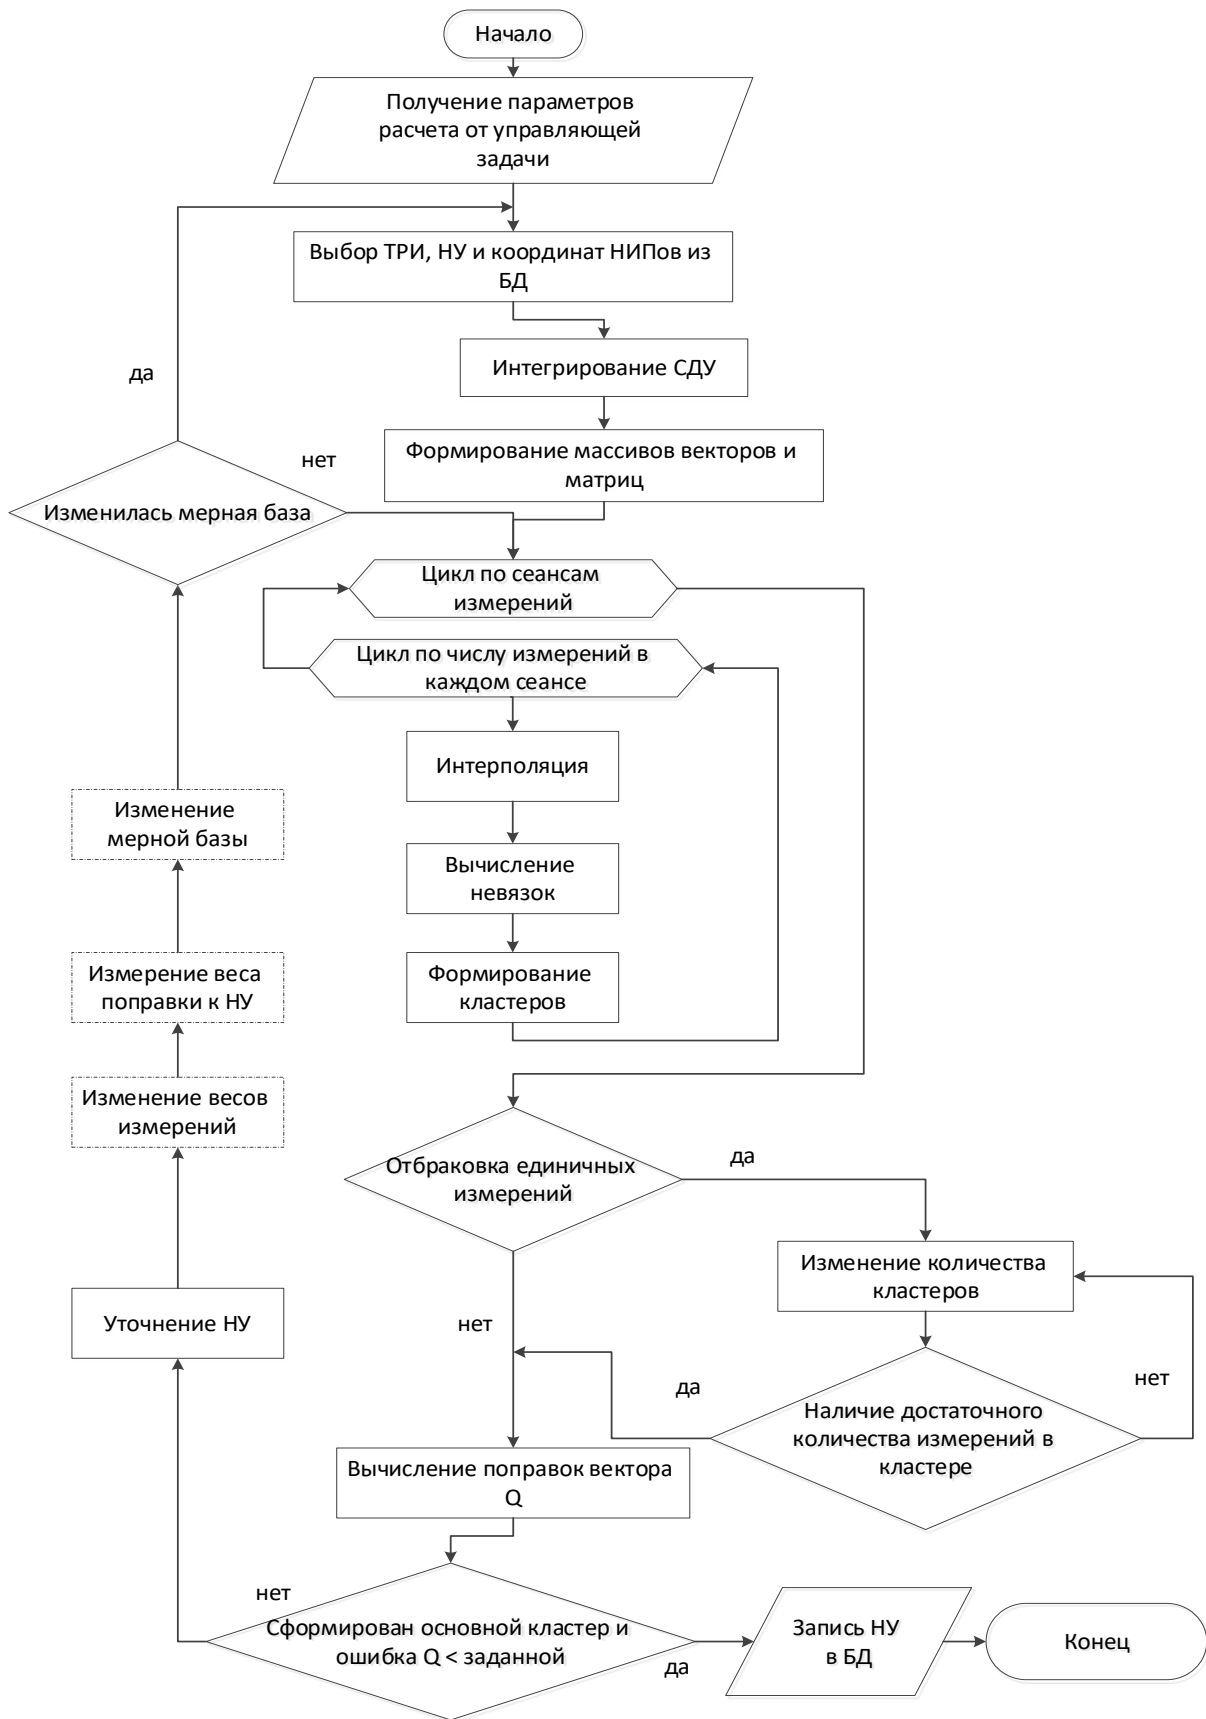 Начало
Получение параметров
расчета от управляющей
задачи
Выбор ТРИ, НУ и координат НИПов из
БД
Интегрирование СДУ
да
Формирование массивов векторов и
матриц
нет
Изменилась мерная база
Цикл по сеансам
измерений
Цикл по числу измерений в
каждом сеансе
Интерполяция
Изменение
мерной базы
Вычисление
невязок
Измерение веса
поправки к НУ
Формирование
кластеров
Изменение весов
измерений
Отбраковка единичных
измерений
да
Изменение количества
кластеров
Уточнение НУ
нет
да
нет
Наличие достаточного
количества измерений в
кластере
Вычисление поправок вектора
Q
нет
Сформирован основной кластер и
ошибка Q < заданной
да
Запись НУ
в БД
Конец